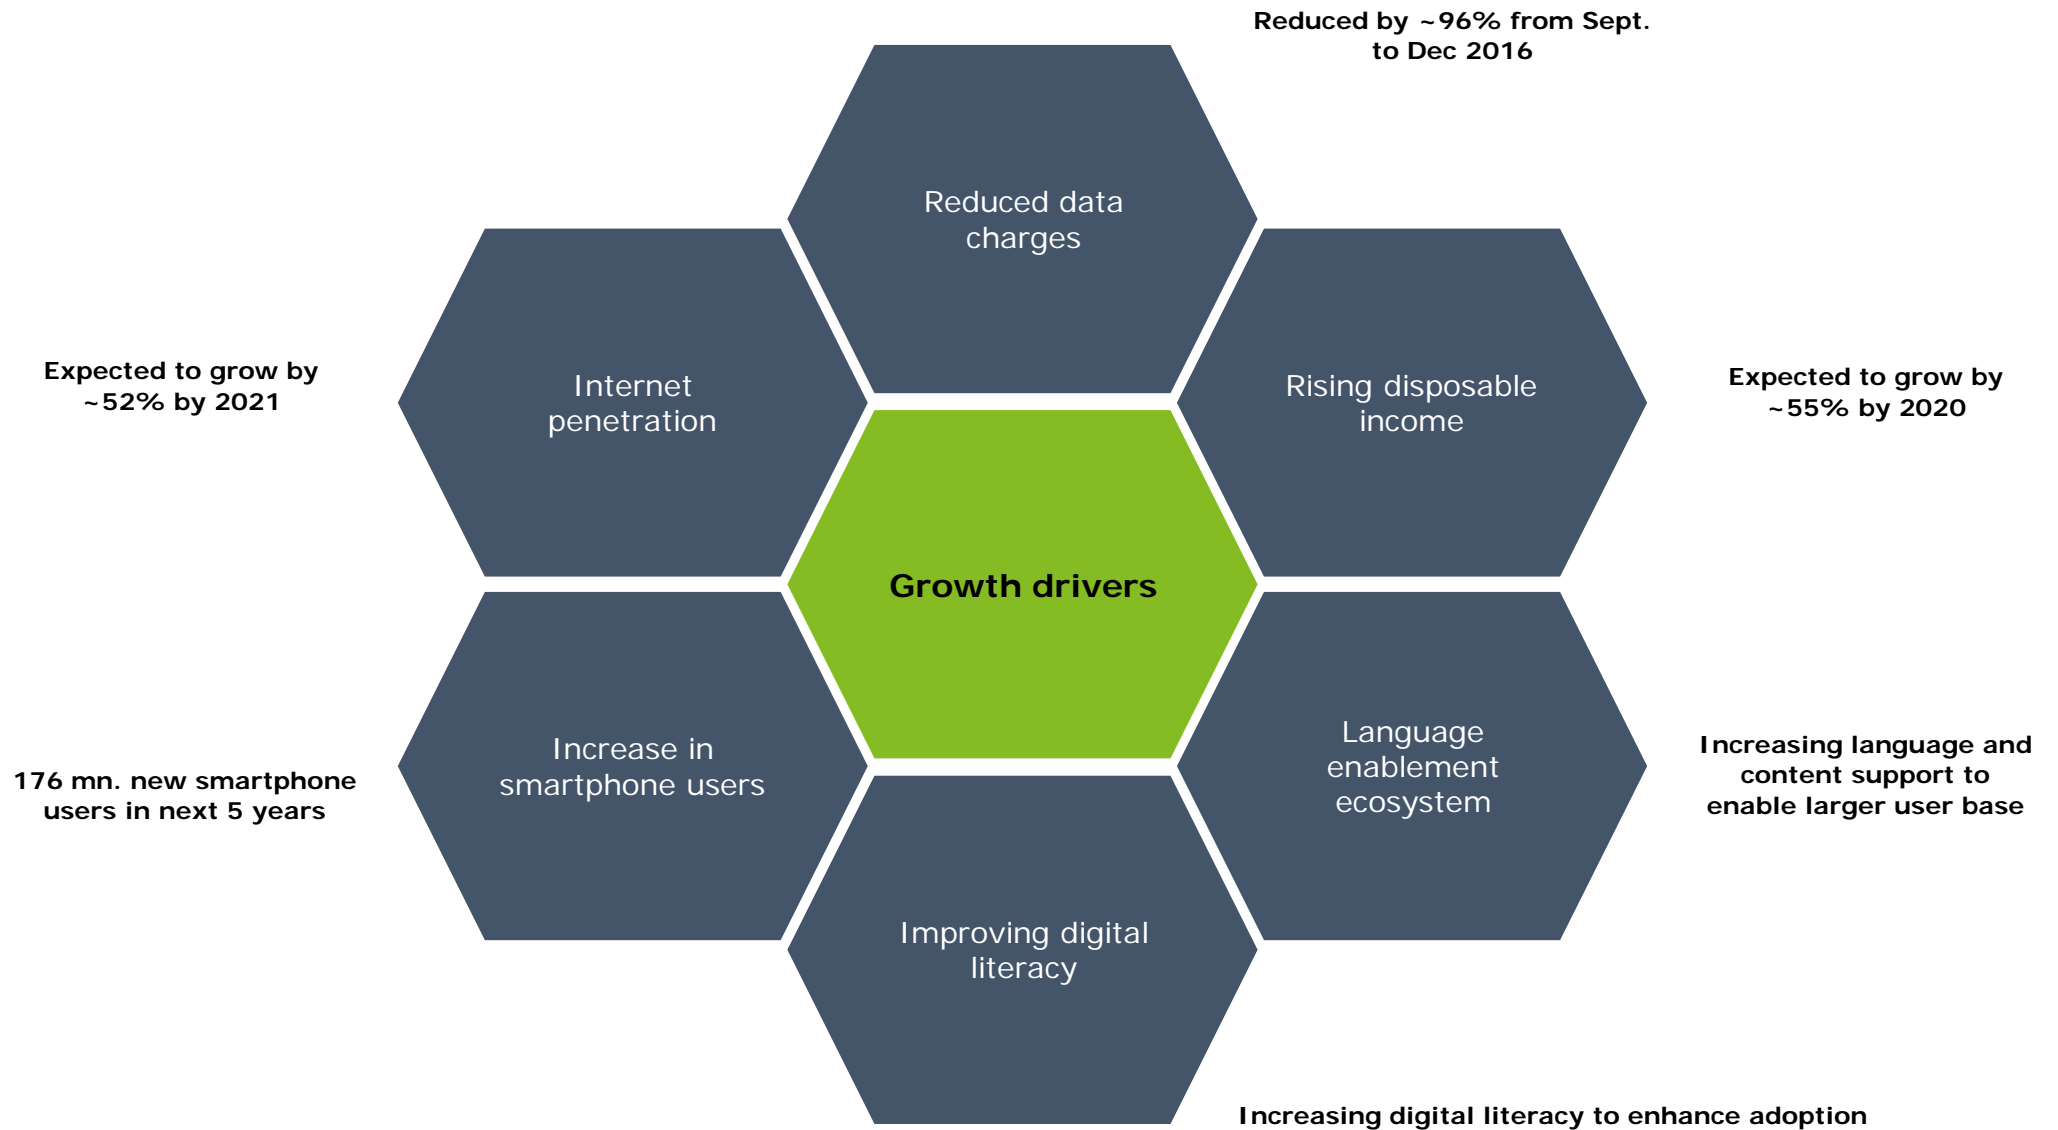 Reduced by ~96% from Sept.
to Dec 2016
Reduced data
charges
Expected to grow by
~52% by 2021
Internet
penetration
Rising disposable
income
Expected to grow by
~55% by 2020
Growth drivers
176 mn. new smartphone
users in next 5 years
Increase in
smartphone users
Language
enablement
ecosystem
Increasing language and
content support to
enable larger user base
Improving digital
literacy
Increasing digital literacy to enhance adoption